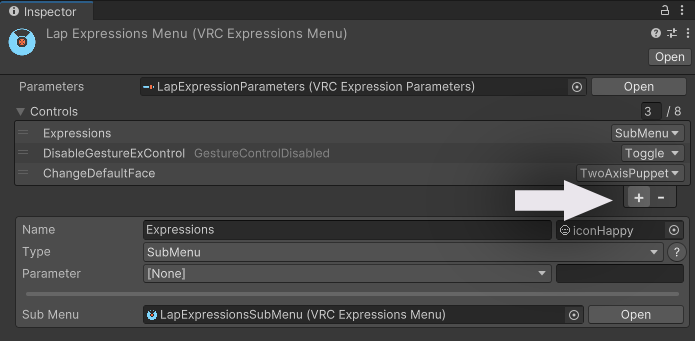 Inspector
Lap Expressions Menu (VRC Expressions Menu)
Open
Parameters LapExpressionParameters (VRC Expression Parameters) Open
Controls 3 / 8
Expressions SubMenu
DisableGestureExControl GestureControlDisabled Toggle
ChangeDefaultFace TwoAxisPuppet
+ -
Name Expressions iconHappy
Type SubMenu ?
Parameter [None]
Sub Menu LapExpressionsSubMenu (VRC Expressions Menu) Open